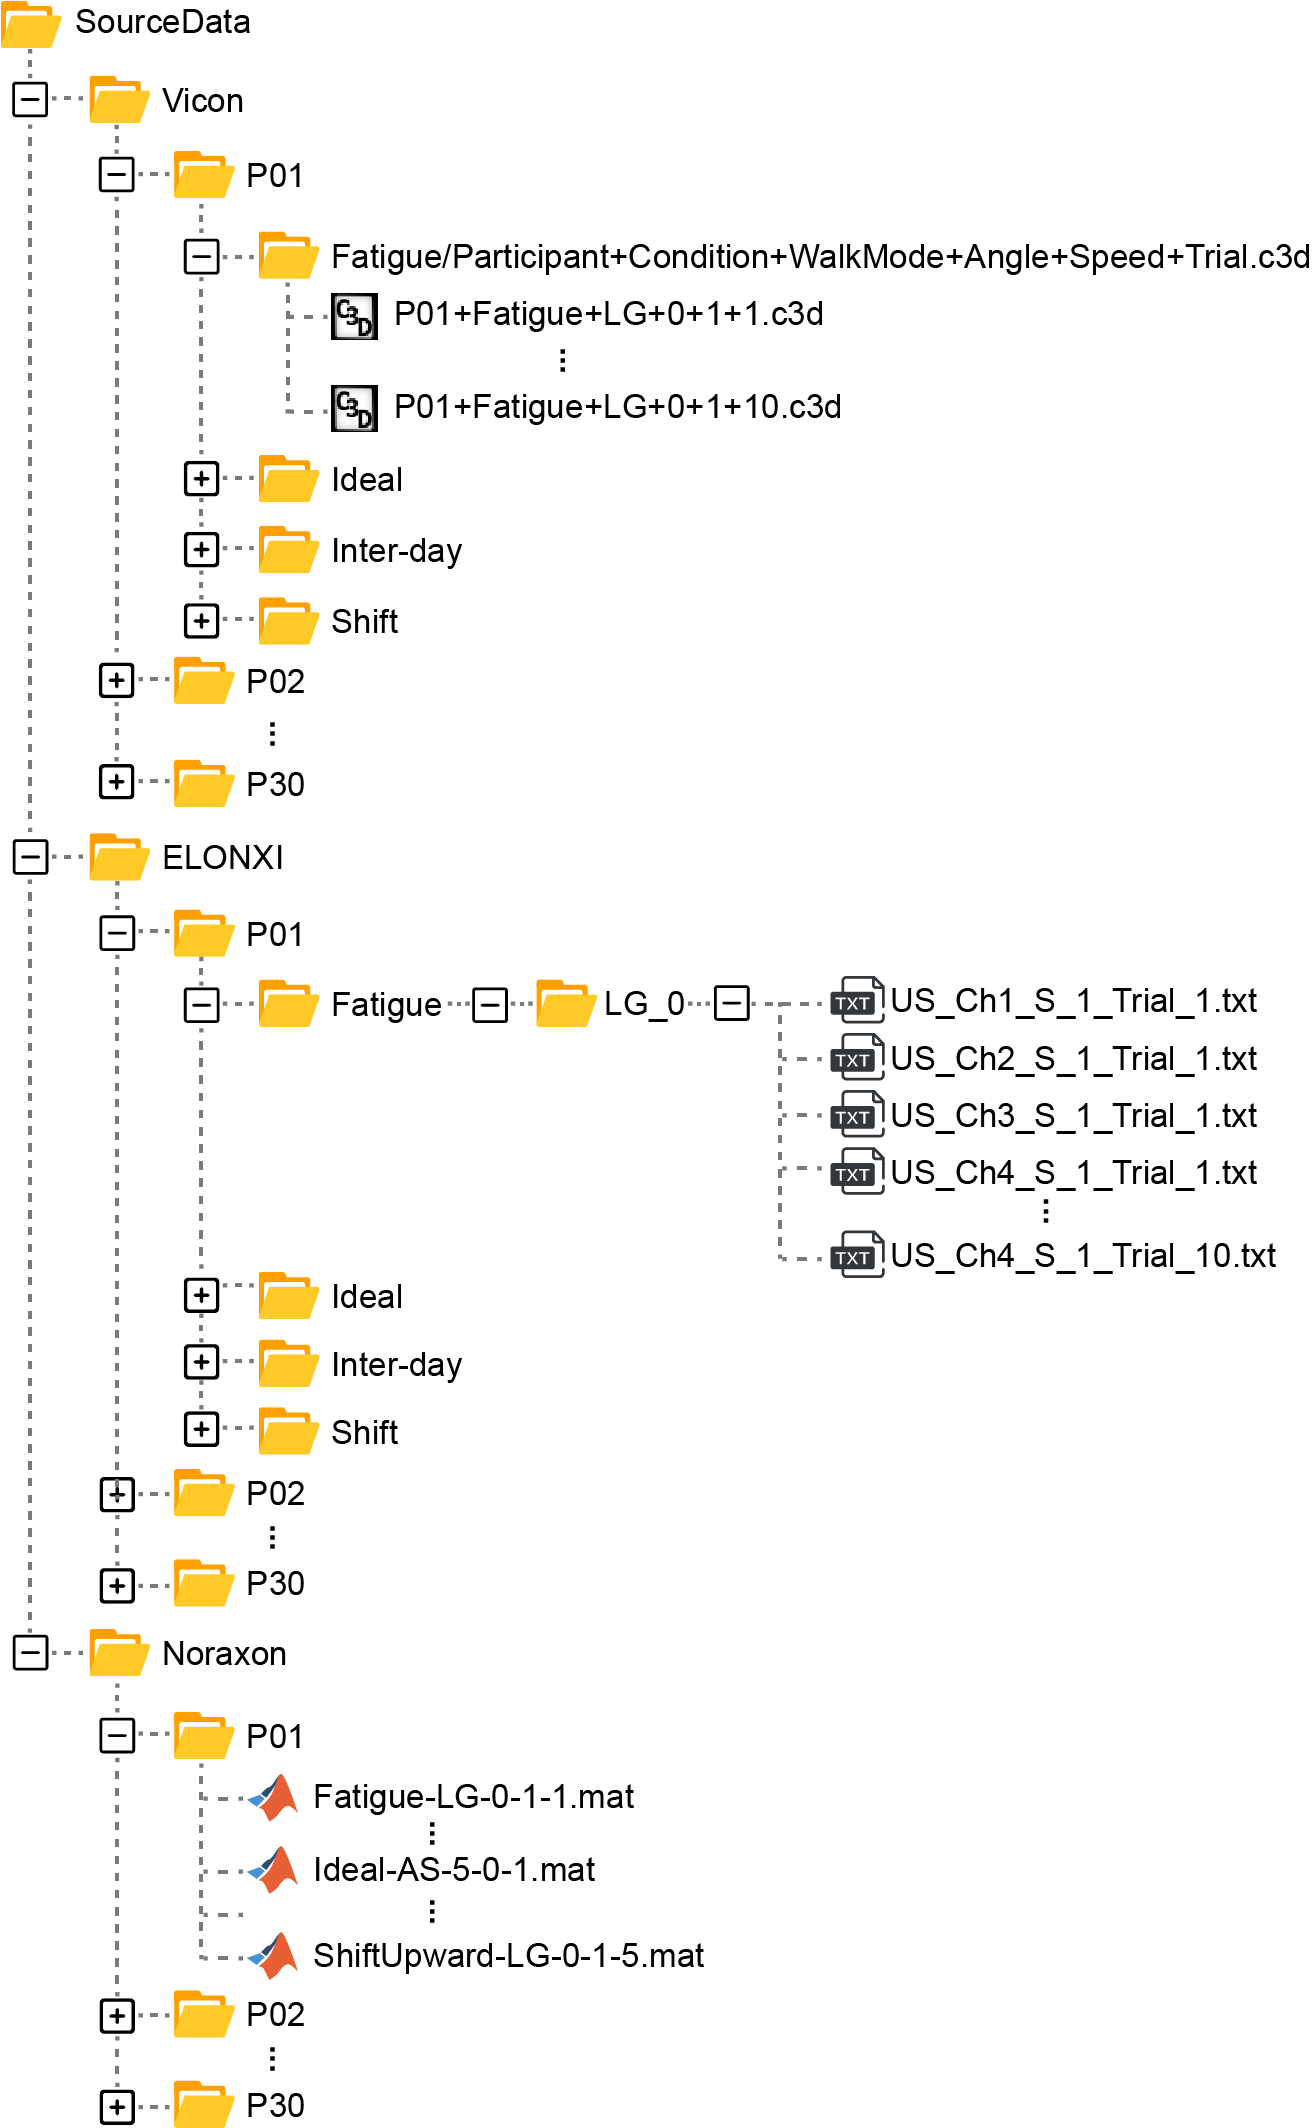 SourceData
Vicon
P01
Fatigue/Participant+Condition+WalkMode+Angle+Speed+Trial.c3d
C3D P01+Fatigue+LG+0+1+1.c3d
C3D P01+Fatigue+LG+0+1+10.c3d
Ideal
Inter-day
Shift
P02
P30
ELONXI
P01
Fatigue LG_0 TXT US_Ch1_S_1_Trial_1.txt
TXT US_Ch2_S_1_Trial_1.txt
TXT US_Ch3_S_1_Trial_1.txt
TXT US_Ch4_S_1_Trial_1.txt
TXT US_Ch4_S_1_Trial_10.txt
Ideal
Inter-day
Shift
P02
P30
Noraxon
P01
Fatigue-LG-0-1-1.mat
Ideal-AS-5-0-1.mat
ShiftUpward-LG-0-1-5.mat
P02
P30